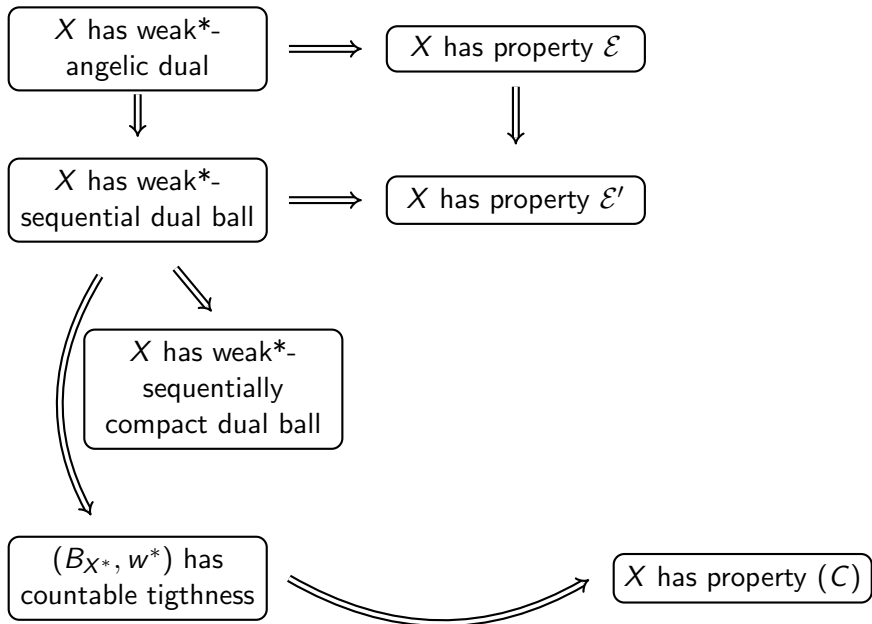 X has weak*-
angelic dual
X has property ℰ
X has weak*-
sequential dual ball
X has property ℰ′
X has weak*-
sequentially
compact dual ball
(B_{X*}, w*) has
countable tigthness
X has property (C)